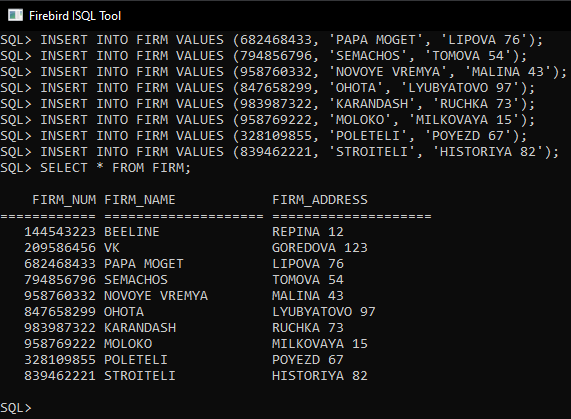 Firebird ISQL Tool
SQL> INSERT INTO FIRM VALUES (682468433, 'PAPA MOGET', 'LIPOVA 76');
SQL> INSERT INTO FIRM VALUES (794856796, 'SEMACHOS', 'TOMOVA 54');
SQL> INSERT INTO FIRM VALUES (958760332, 'NOVOYE VREMYA', 'MALINA 43');
SQL> INSERT INTO FIRM VALUES (847658299, 'OHOTA', 'LYUBYATOVO 97');
SQL> INSERT INTO FIRM VALUES (983987322, 'KARANDASH', 'RUCHKA 73');
SQL> INSERT INTO FIRM VALUES (958769222, 'MOLOKO', 'MILKOVAYA 15');
SQL> INSERT INTO FIRM VALUES (328109855, 'POLETELI', 'POYEZD 67');
SQL> INSERT INTO FIRM VALUES (839462221, 'STROITELI', 'HISTORIYA 82');
SQL> SELECT * FROM FIRM;
FIRM_NUM FIRM_NAME FIRM_ADDRESS
============ ==================== ====================
144543223 BEELINE REPINA 12
209586456 VK GOREDOVA 123
682468433 PAPA MOGET LIPOVA 76
794856796 SEMACHOS TOMOVA 54
958760332 NOVOYE VREMYA MALINA 43
847658299 OHOTA LYUBYATOVO 97
983987322 KARANDASH RUCHKA 73
958769222 MOLOKO MILKOVAYA 15
328109855 POLETELI POYEZD 67
839462221 STROITELI HISTORIYA 82
SQL>